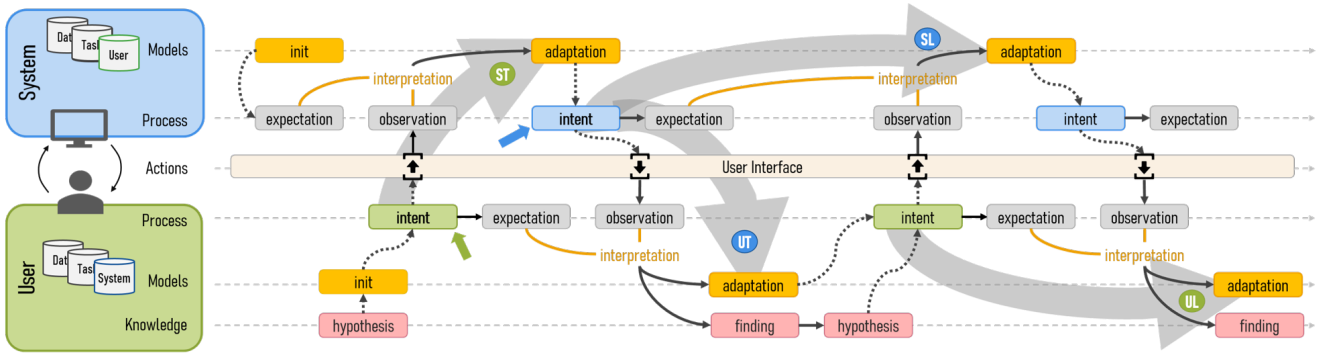 System
Dat
Task
User
Models
init
adaptation
SL
adaptation
ST
interpretation
interpretation
Process
expectation
observation
intent
expectation
observation
intent
expectation
Actions
User Interface
Process
intent
expectation
observation
intent
expectation
observation
UT
interpretation
interpretation
User
Dat
Task
System
Models
init
adaptation
adaptation
UL
Knowledge
hypothesis
finding
hypothesis
finding